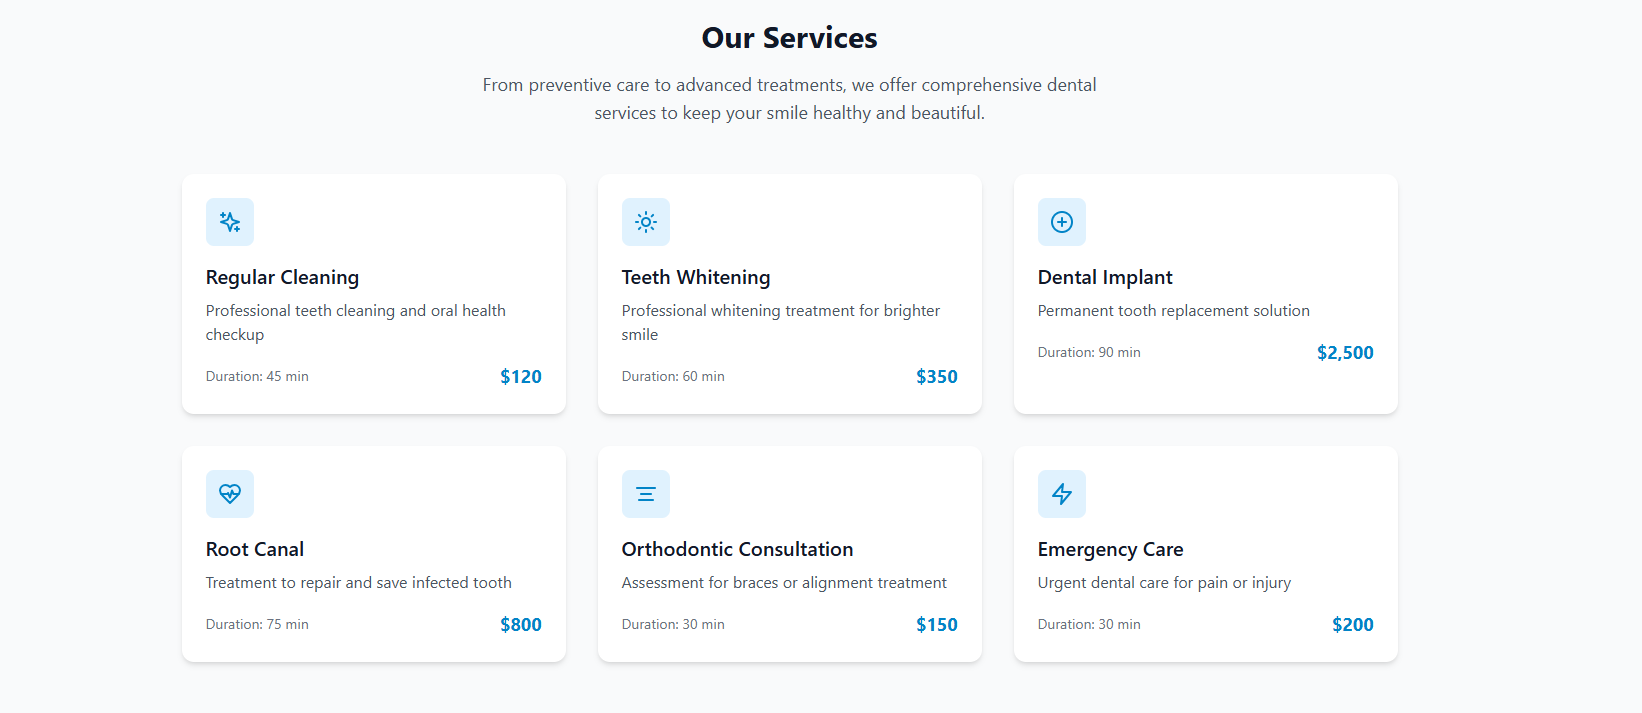 Our Services
From preventive care to advanced treatments, we offer comprehensive dental
services to keep your smile healthy and beautiful.
Regular Cleaning
Professional teeth cleaning and oral health
checkup
Duration: 45 min
$120
Teeth Whitening
Professional whitening treatment for brighter
smile
Duration: 60 min
$350
Dental Implant
Permanent tooth replacement solution
Duration: 90 min
$2,500
Root Canal
Treatment to repair and save infected tooth
Duration: 75 min
$800
Orthodontic Consultation
Assessment for braces or alignment treatment
Duration: 30 min
$150
Emergency Care
Urgent dental care for pain or injury
Duration: 30 min
$200